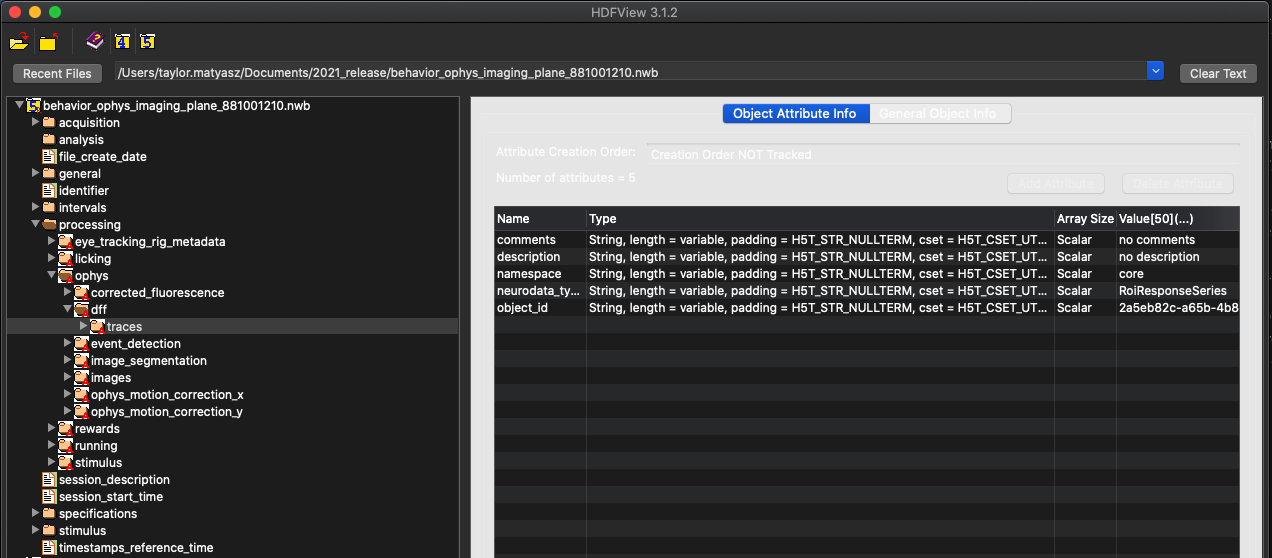 HDFView 3.1.2
4 5
Recent Files /Users/taylor.matyasz/Documents/2021_release/behavior_ophys_imaging_plane_881001210.nwb Clear Text
5 behavior_ophys_imaging_plane_881001210.nwb
acquisition
analysis
file_create_date
general
identifier
intervals
processing
eye_tracking_rig_metadata
licking
ophys
corrected_fluorescence
dff
traces
event_detection
image_segmentation
images
ophys_motion_correction_x
ophys_motion_correction_y
rewards
running
stimulus
session_description
session_start_time
specifications
stimulus
timestamps_reference_time
Object Attribute Info General Object Info
Attribute Creation Order: Creation Order NOT Tracked
Number of attributes = 5 Add Attribute Delete Attribute
Name Type Array Size Value[50](...)
comments String, length = variable, padding = H5T_STR_NULLTERM, cset = H5T_CSET_UT... Scalar no comments
description String, length = variable, padding = H5T_STR_NULLTERM, cset = H5T_CSET_UT... Scalar no description
namespace String, length = variable, padding = H5T_STR_NULLTERM, cset = H5T_CSET_UT... Scalar core
neurodata_ty... String, length = variable, padding = H5T_STR_NULLTERM, cset = H5T_CSET_UT... Scalar RoiResponseSeries
object_id String, length = variable, padding = H5T_STR_NULLTERM, cset = H5T_CSET_UT... Scalar 2a5eb82c-a65b-4b8